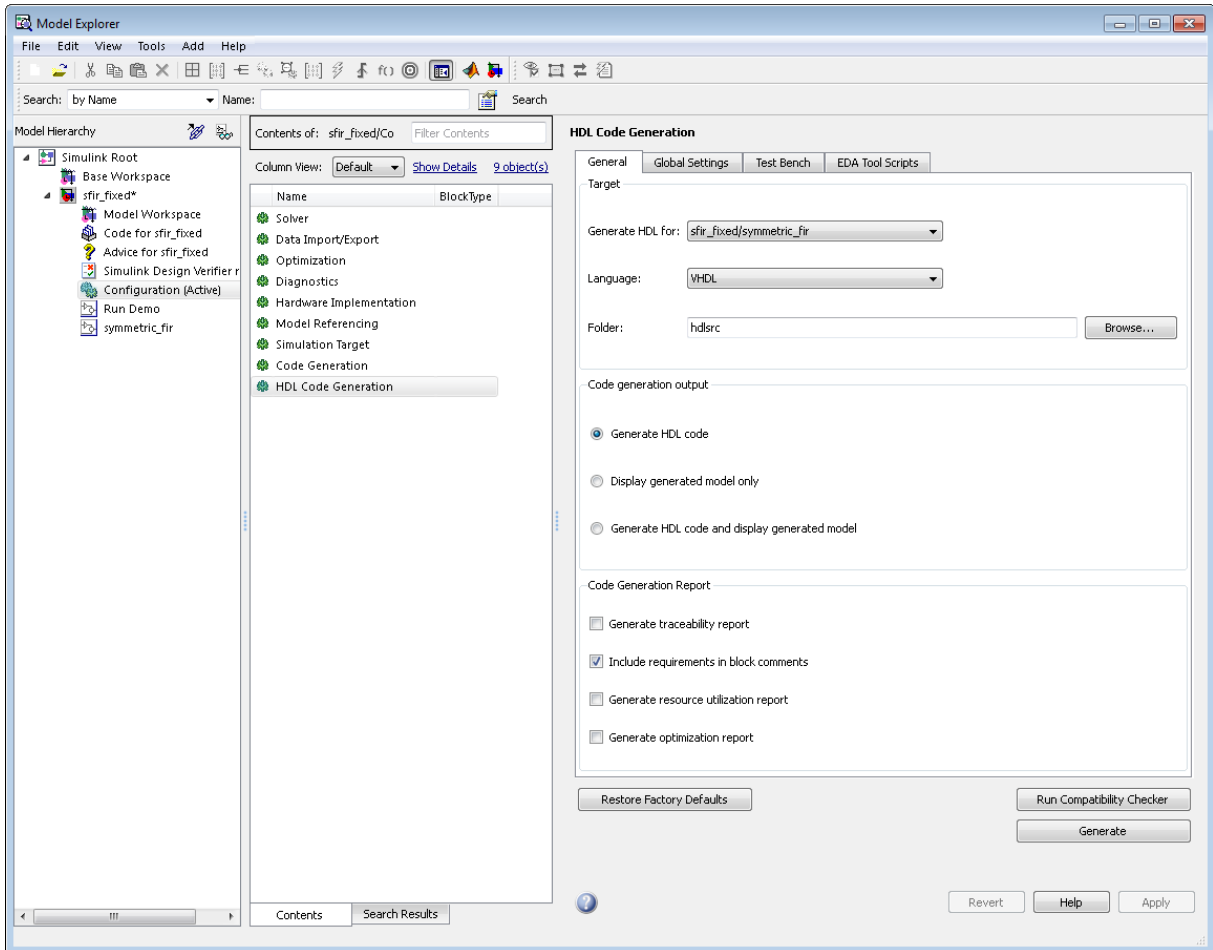 Model Explorer
File Edit View Tools Add Help
f()
Search: by Name Name: Search
Model Hierarchy
Simulink Root
Base Workspace
sfir_fixed*
Model Workspace
Code for sfir_fixed
Advice for sfir_fixed
Simulink Design Verifier r
Configuration (Active)
Run Demo
symmetric_fir
Contents of: sfir_fixed/Co Filter Contents
Column View: Default Show Details 9 object(s)
Name BlockType
Solver
Data Import/Export
Optimization
Diagnostics
Hardware Implementation
Model Referencing
Simulation Target
Code Generation
HDL Code Generation
Contents Search Results
HDL Code Generation
General Global Settings Test Bench EDA Tool Scripts
Target
Generate HDL for: sfir_fixed/symmetric_fir
Language: VHDL
Folder: hdlsrc Browse...
Code generation output
Generate HDL code
Display generated model only
Generate HDL code and display generated model
Code Generation Report
Generate traceability report
Include requirements in block comments
Generate resource utilization report
Generate optimization report
Restore Factory Defaults Run Compatibility Checker
Generate
Revert Help Apply